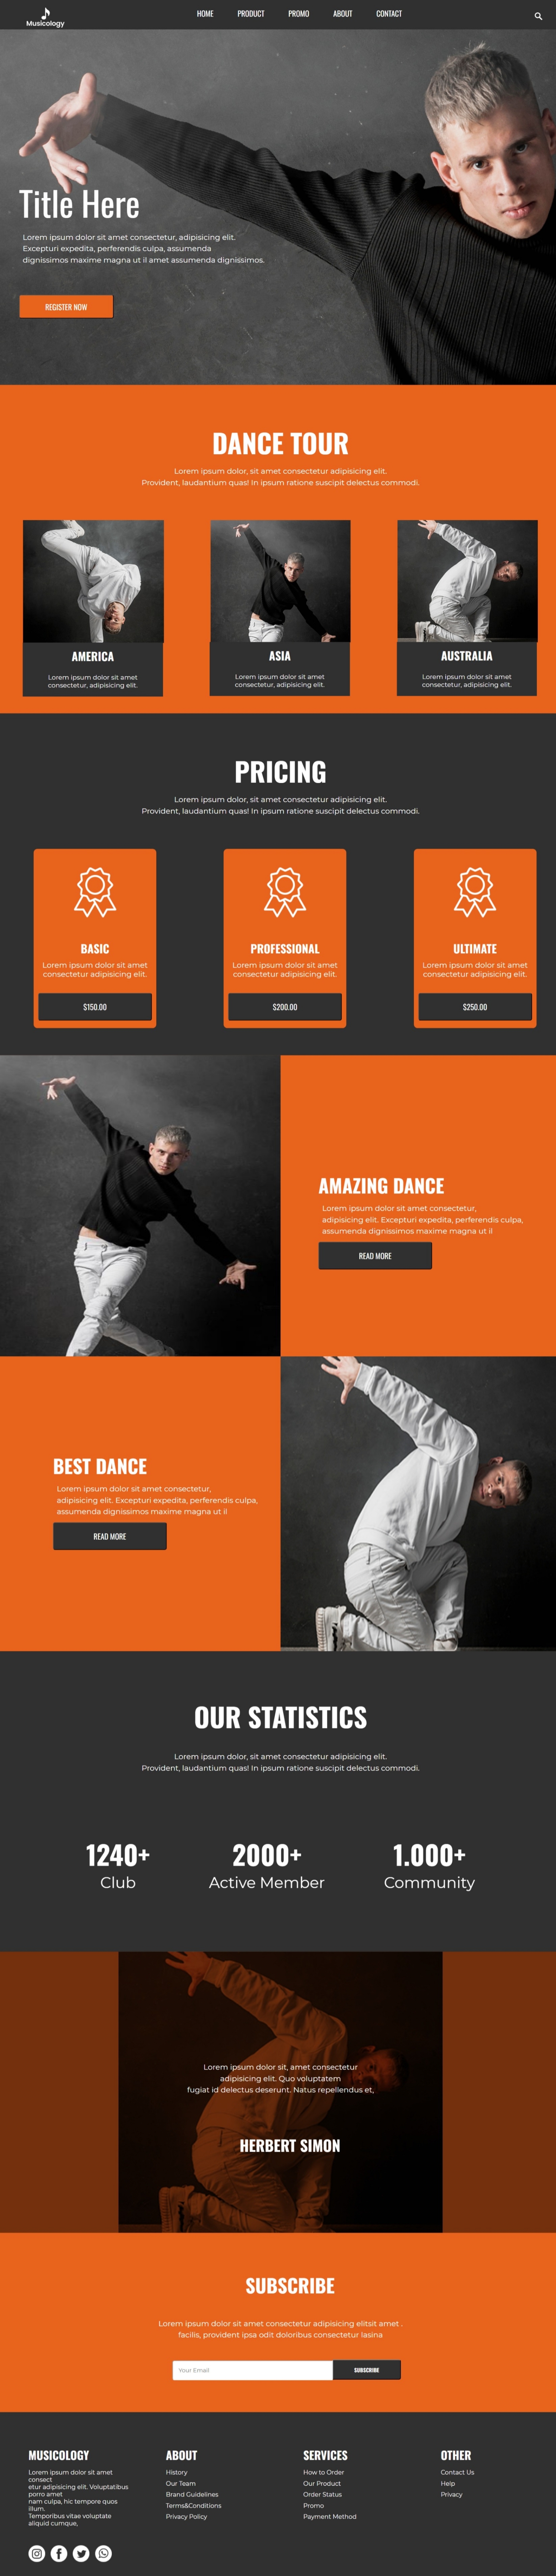 Musicology
HOME PRODUCT PROMO ABOUT CONTACT
Title Here
Lorem ipsum dolor sit amet consectetur, adipisicing elit.
Excepturi expedita, perferendis culpa, assumenda
dignissimos maxime magna ut il amet assumenda dignissimos.
REGISTER NOW
DANCE TOUR
Lorem ipsum dolor, sit amet consectetur adipisicing elit.
Provident, laudantium quas! In ipsum ratione suscipit delectus commodi.
AMERICA
Lorem ipsum dolor sit amet
consectetur, adipisicing elit.
ASIA
Lorem ipsum dolor sit amet
consectetur, adipisicing elit.
AUSTRALIA
Lorem ipsum dolor sit amet
consectetur, adipisicing elit.
PRICING
Lorem ipsum dolor, sit amet consectetur adipisicing elit.
Provident, laudantium quas! In ipsum ratione suscipit delectus commodi.
BASIC
Lorem ipsum dolor sit amet
consectetur adipisicing elit.
$150.00
PROFESSIONAL
Lorem ipsum dolor sit amet
consectetur adipisicing elit.
$200.00
ULTIMATE
Lorem ipsum dolor sit amet
consectetur adipisicing elit.
$250.00
AMAZING DANCE
Lorem ipsum dolor sit amet consectetur,
adipisicing elit. Excepturi expedita, perferendis culpa,
assumenda dignissimos maxime magna ut il
READ MORE
BEST DANCE
Lorem ipsum dolor sit amet consectetur,
adipisicing elit. Excepturi expedita, perferendis culpa,
assumenda dignissimos maxime magna ut il
READ MORE
OUR STATISTICS
Lorem ipsum dolor, sit amet consectetur adipisicing elit.
Provident, laudantium quas! In ipsum ratione suscipit delectus commodi.
1240+
Club
2000+
Active Member
1.000+
Community
Lorem ipsum dolor sit, amet consectetur
adipisicing elit. Quo voluptatem
fugiat id delectus deserunt. Natus repellendus et,
HERBERT SIMON
SUBSCRIBE
Lorem ipsum dolor sit amet consectetur adipisicing elitsit amet .
facilis, provident ipsa odit doloribus consectetur lasina
Your Email
SUBSCRIBE
MUSICOLOGY
Lorem ipsum dolor sit amet
consect
etur adipisicing elit. Voluptatibus
porro amet
nam culpa, hic tempore quos
illum.
Temporibus vitae voluptate
aliquid cumque,
ABOUT
History
Our Team
Brand Guidelines
Terms&Conditions
Privacy Policy
SERVICES
How to Order
Our Product
Order Status
Promo
Payment Method
OTHER
Contact Us
Help
Privacy